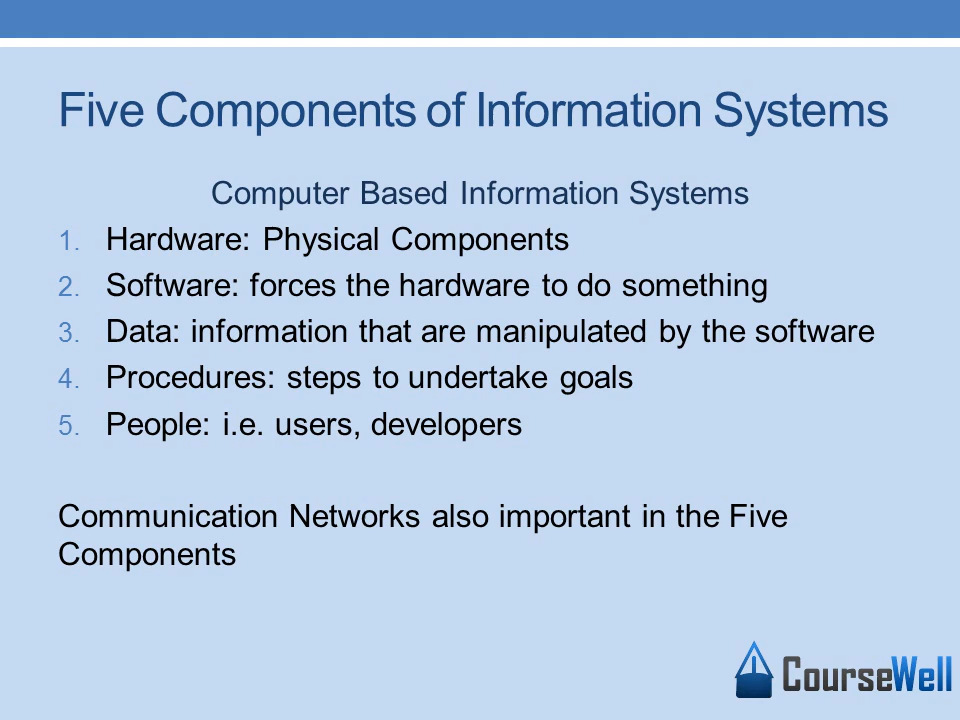 Five Components of Information Systems
Computer Based Information Systems
1. Hardware: Physical Components
2. Software: forces the hardware to do something
3. Data: information that are manipulated by the software
4. Procedures: steps to undertake goals
5. People: i.e. users, developers
Communication Networks also important in the Five
Components
CourseWell